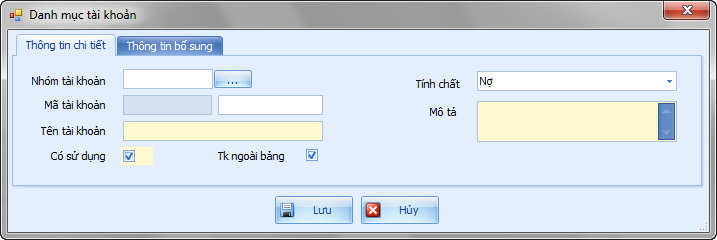 Danh mục tài khoản
Thông tin chi tiết
Thông tin bổ sung
Nhóm tài khoản
...
Tính chất
Nợ
Mã tài khoản
Mô tả
Tên tài khoản
Có sử dụng
Tk ngoài bảng
Lưu
Hủy